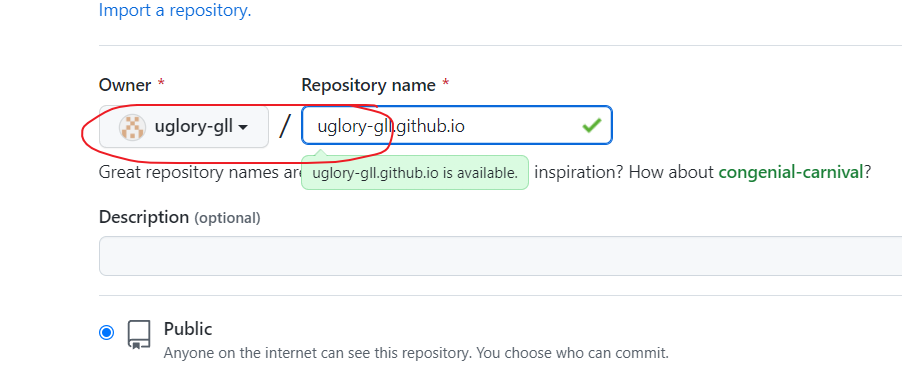 Import a repository.
Owner * Repository name *
uglory-gll / uglory-gll.github.io
Great repository names are uglory-gll.github.io is available. inspiration? How about congenial-carnival?
Description (optional)
Public
Anyone on the internet can see this repository. You choose who can commit.